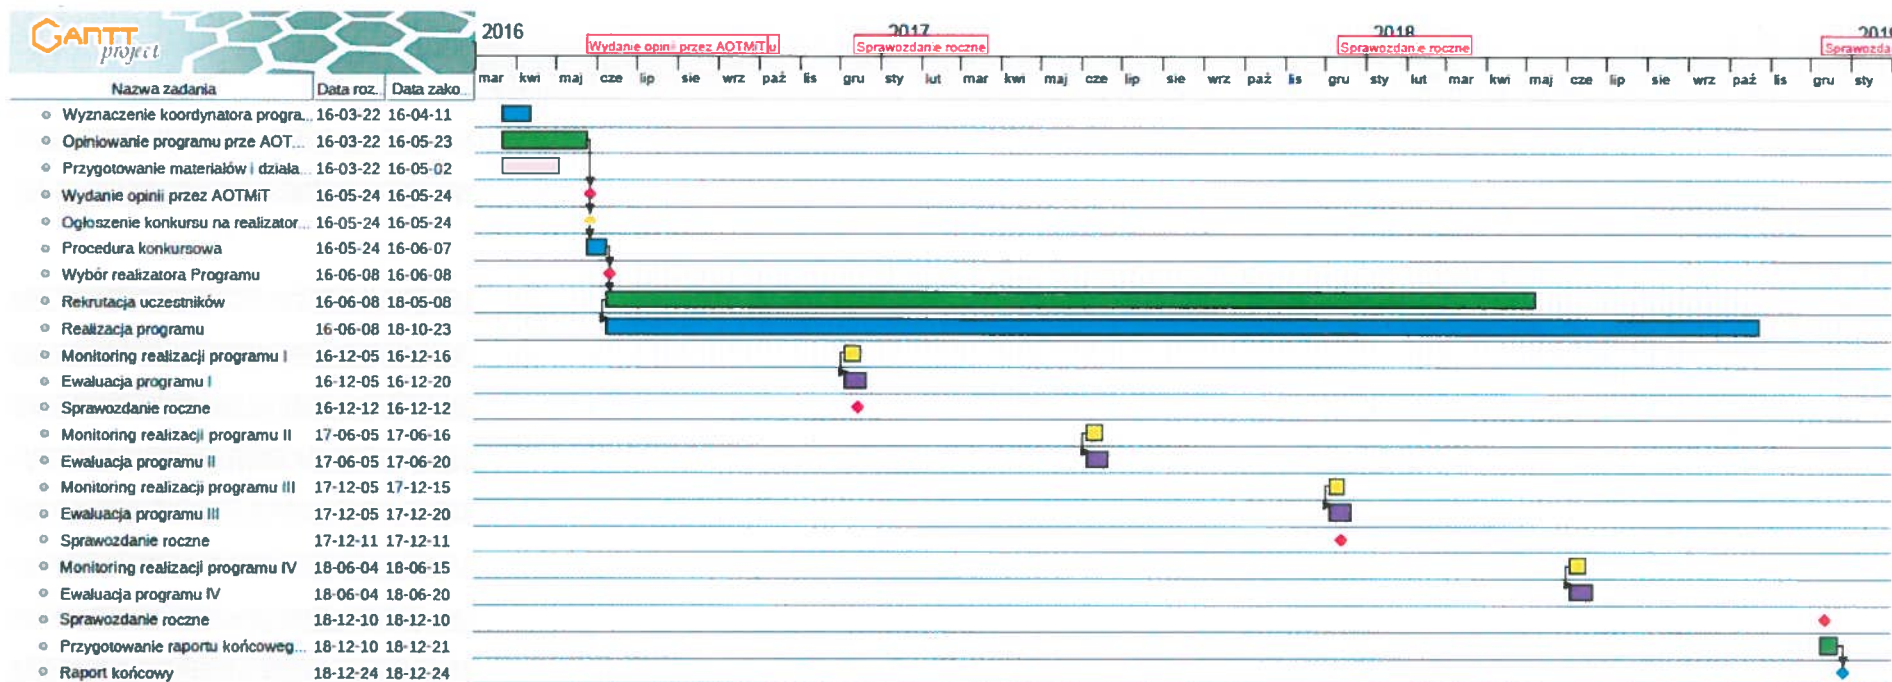 GANTT project
2016 2017 2018
Wydanie opinii przez AOTMiT Sprawozdanie roczne Sprawozdanie roczne Sprawozda
mar kwi maj cze lip sie wrz paź lis gru sty lut mar kwi maj cze lip sie wrz paź lis gru sty lut mar kwi maj cze lip sie wrz paź lis gru sty
Nazwa zadania Data roz... Data zako...
Wyznaczenie koordynatora progra... 16-03-22 16-04-11
Opiniowanie programu prze AOT... 16-03-22 16-05-23
Przygotowanie materiałów i działa... 16-03-22 16-05-02
Wydanie opinii przez AOTMiT 16-05-24 16-05-24
Ogłoszenie konkursu na realizator... 16-05-24 16-05-24
Procedura konkursowa 16-05-24 16-06-07
Wybór realizatora Programu 16-06-08 16-06-08
Rekrutacja uczestników 16-06-08 18-05-08
Realizacja programu 16-06-08 18-10-23
Monitoring realizacji programu I 16-12-05 16-12-16
Ewaluacja programu I 16-12-05 16-12-20
Sprawozdanie roczne 16-12-12 16-12-12
Monitoring realizacji programu II 17-06-05 17-06-16
Ewaluacja programu II 17-06-05 17-06-20
Monitoring realizacji programu III 17-12-05 17-12-15
Ewaluacja programu III 17-12-05 17-12-20
Sprawozdanie roczne 17-12-11 17-12-11
Monitoring realizacji programu IV 18-06-04 18-06-15
Ewaluacja programu IV 18-06-04 18-06-20
Sprawozdanie roczne 18-12-10 18-12-10
Przygotowanie raportu końcoweg... 18-12-10 18-12-21
Raport końcowy 18-12-24 18-12-24